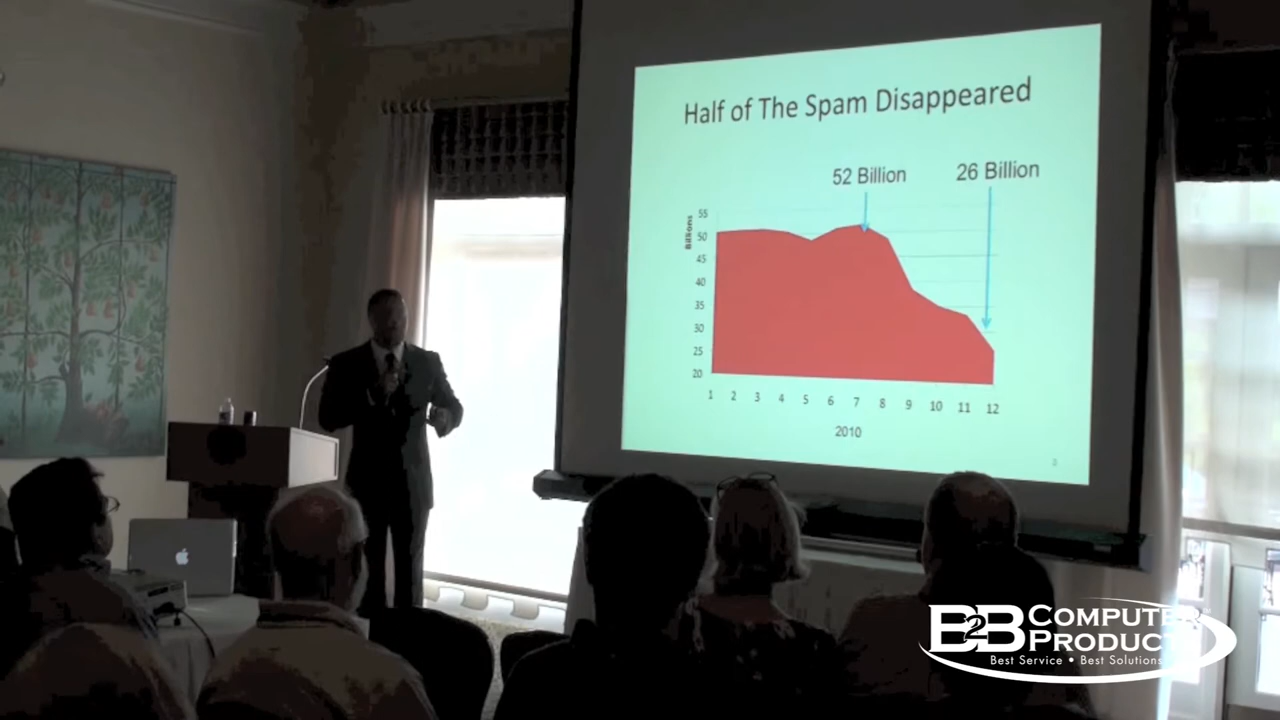 Half of The Spam Disappeared
52 Billion
26 Billion
Billions
55
50
45
40
35
30
25
20
1 2 3 4 5 6 7 8 9 10 11 12
2010
B2B COMPUTER PRODUCTS
Best Service • Best Solutions